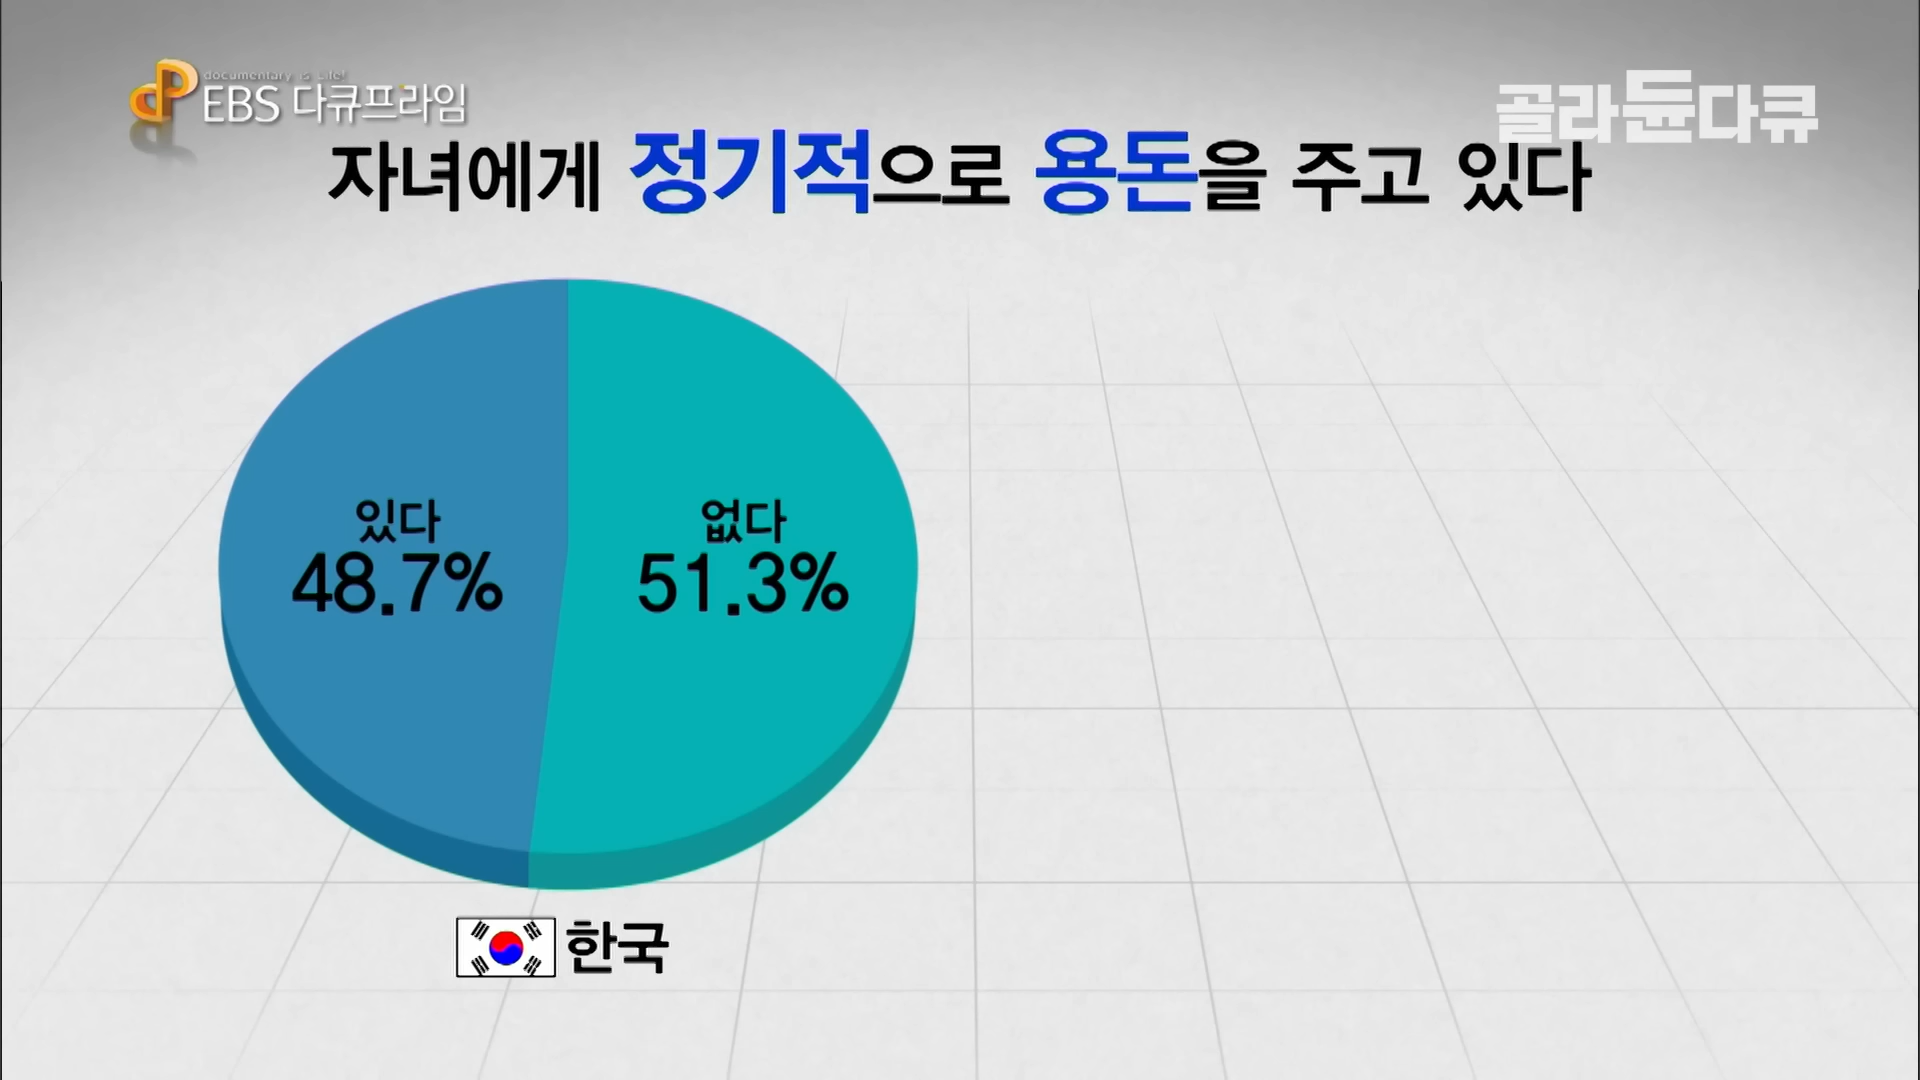 documentary is Life!
EBS 다큐프라임
골라듄다큐
자녀에게 정기적으로 용돈을 주고 있다
있다
48.7%
없다
51.3%
한국